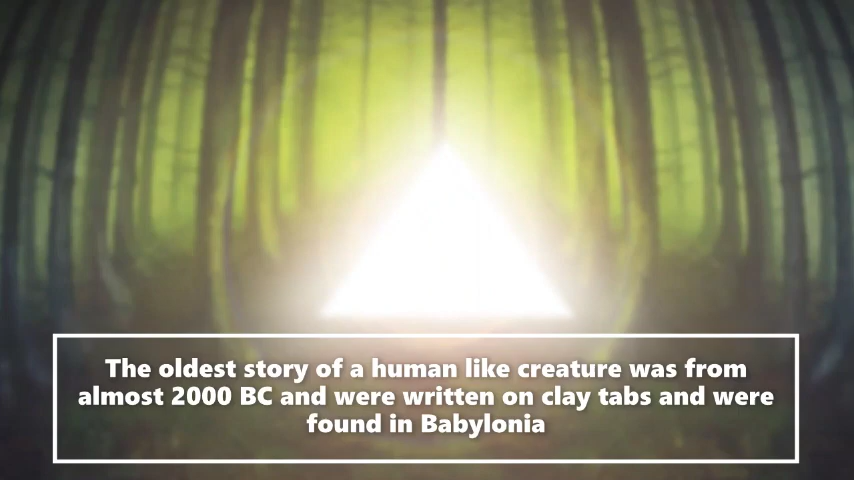 The oldest story of a human like creature was from
almost 2000 BC and were written on clay tabs and were
found in Babylonia